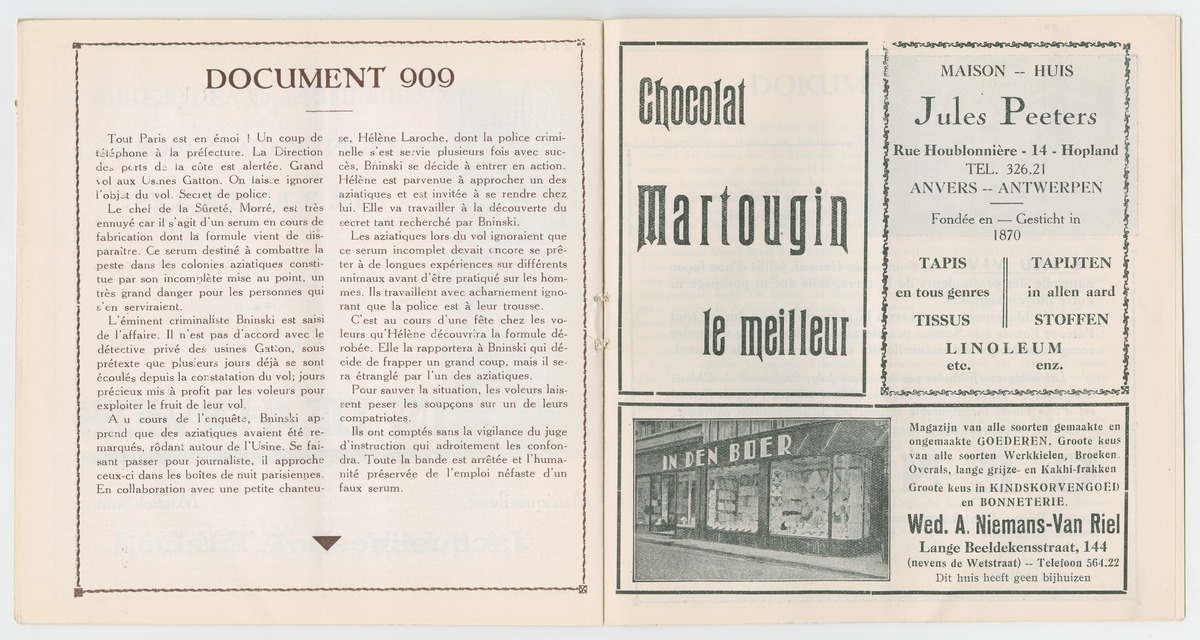 DOCUMENT 909
Tout Paris est en émoi ! Un coup de
téléphone à la préfecture. La Direction
des ports de la côte est alertée. Grand
vol aux Usines Gatton. On laisse ignorer
l'objet du vol. Secret de police.
Le chef de la Sûreté, Morré, est très
ennuyé car il s'agit d'un serum en cours de
fabrication dont la formule vient de dis-
paraître. Ce serum destiné à combattre la
peste dans les colonies aziatiques consti-
tue par son incomplète mise au point, un
très grand danger pour les personnes qui
s'en serviraient.
L'éminent criminaliste Bninski est saisi
de l'affaire. Il n'est pas d'accord avec le
détective privé des usines Gatton, sous
prétexte que plusieurs jours déjà se sont
écoulés depuis la constatation du vol; jours
précieux mis à profit par les voleurs pour
exploiter le fruit de leur vol.
Au cours de l'enquête, Bninski ap-
prend que des aziatiques avaient été re-
marqués, rôdant autour de l'Usine. Se fai-
sant passer pour journaliste, il approche
ceux-ci dans les boîtes de nuit parisiennes.
En collaboration avec une petite chanteu-
se, Hélène Laroche, dont la police crimi-
nelle s'est servie plusieurs fois avec suc-
cès, Bninski se décide à entrer en action.
Hélène est parvenue à approcher un des
aziatiques et est invitée à se rendre chez
lui. Elle va travailler à la découverte du
secret tant recherché par Bninski.
Les aziatiques lors du vol ignoraient que
ce serum incomplet devait encore se prê-
ter à de longues expériences sur différents
animaux avant d'être pratiqué sur les hom-
mes. Ils travaillent avec acharnement igno-
rant que la police est à leur trousse.
C'est au cours d'une fête chez les vo-
leurs qu'Hélène découvrira la formule dé-
robée. Elle la rapportera à Bninski qui dé-
cide de frapper un grand coup, mais il se-
ra étranglé par l'un des aziatiques.
Pour sauver la situation, les voleurs lais-
sent peser les soupçons sur un de leurs
compatriotes.
Ils ont comptés sans la vigilance du juge
d'instruction qui adroitement les confon-
dra. Toute la bande est arrêtée et l'huma-
nité préservée de l'emploi néfaste d'un
faux serum.
Chocolat
Martougin
le meilleur
MAISON -- HUIS
Jules Peeters
Rue Houblonnière - 14 - Hopland
TEL. 326.21
ANVERS -- ANTWERPEN
Fondée en — Gesticht in
1870
TAPIS
en tous genres
TISSUS
TAPIJTEN
in allen aard
STOFFEN
LINOLEUM
etc. enz.
IN DEN BOER
Magazijn van alle soorten gemaakte en
ongemaakte GOEDEREN. Groote keus
van alle soorten Werkkielen, Broeken.
Overals, lange grijze- en Kakhi-frakken
Groote keus in KINDSKORVENGOED
en BONNETERIE.
Wed. A. Niemans-Van Riel
Lange Beeldekensstraat, 144
(nevens de Wetstraat) -- Telefoon 564.22
Dit huis heeft geen bijhuizen